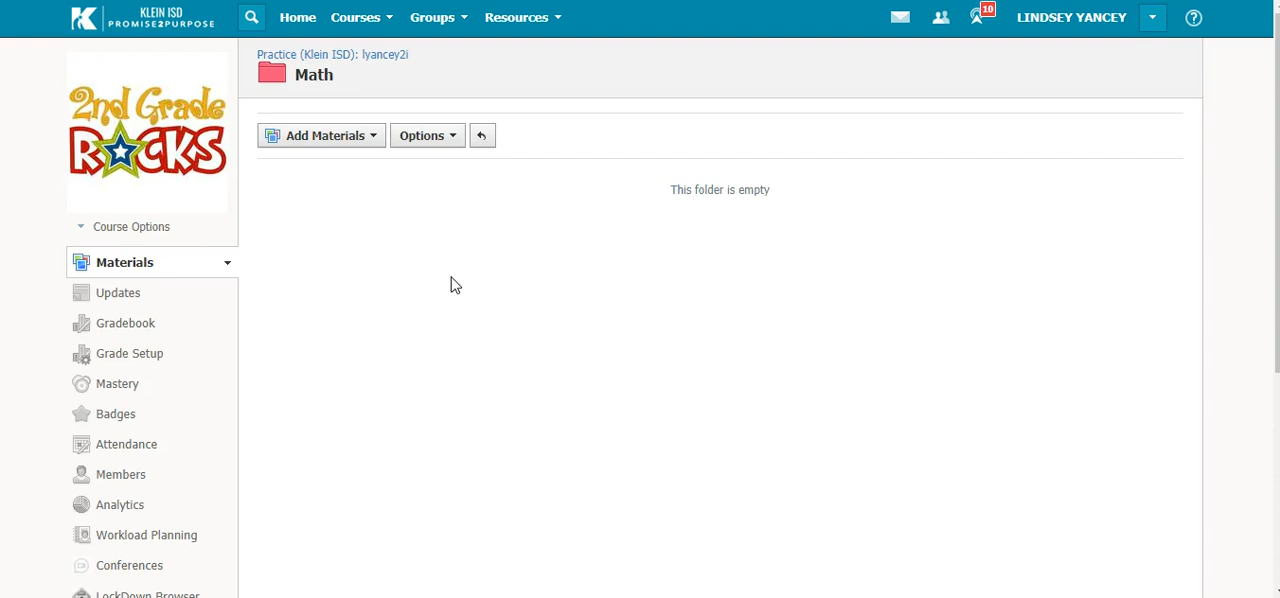 KLEIN ISD
PROMISE2PURPOSE
Home Courses Groups Resources
10
LINDSEY YANCEY
2nd Grade
ROCKS
Practice (Klein ISD): lyancey2i
Math
Add Materials Options
This folder is empty
Course Options
Materials
Updates
Gradebook
Grade Setup
Mastery
Badges
Attendance
Members
Analytics
Workload Planning
Conferences
LockDown Browser